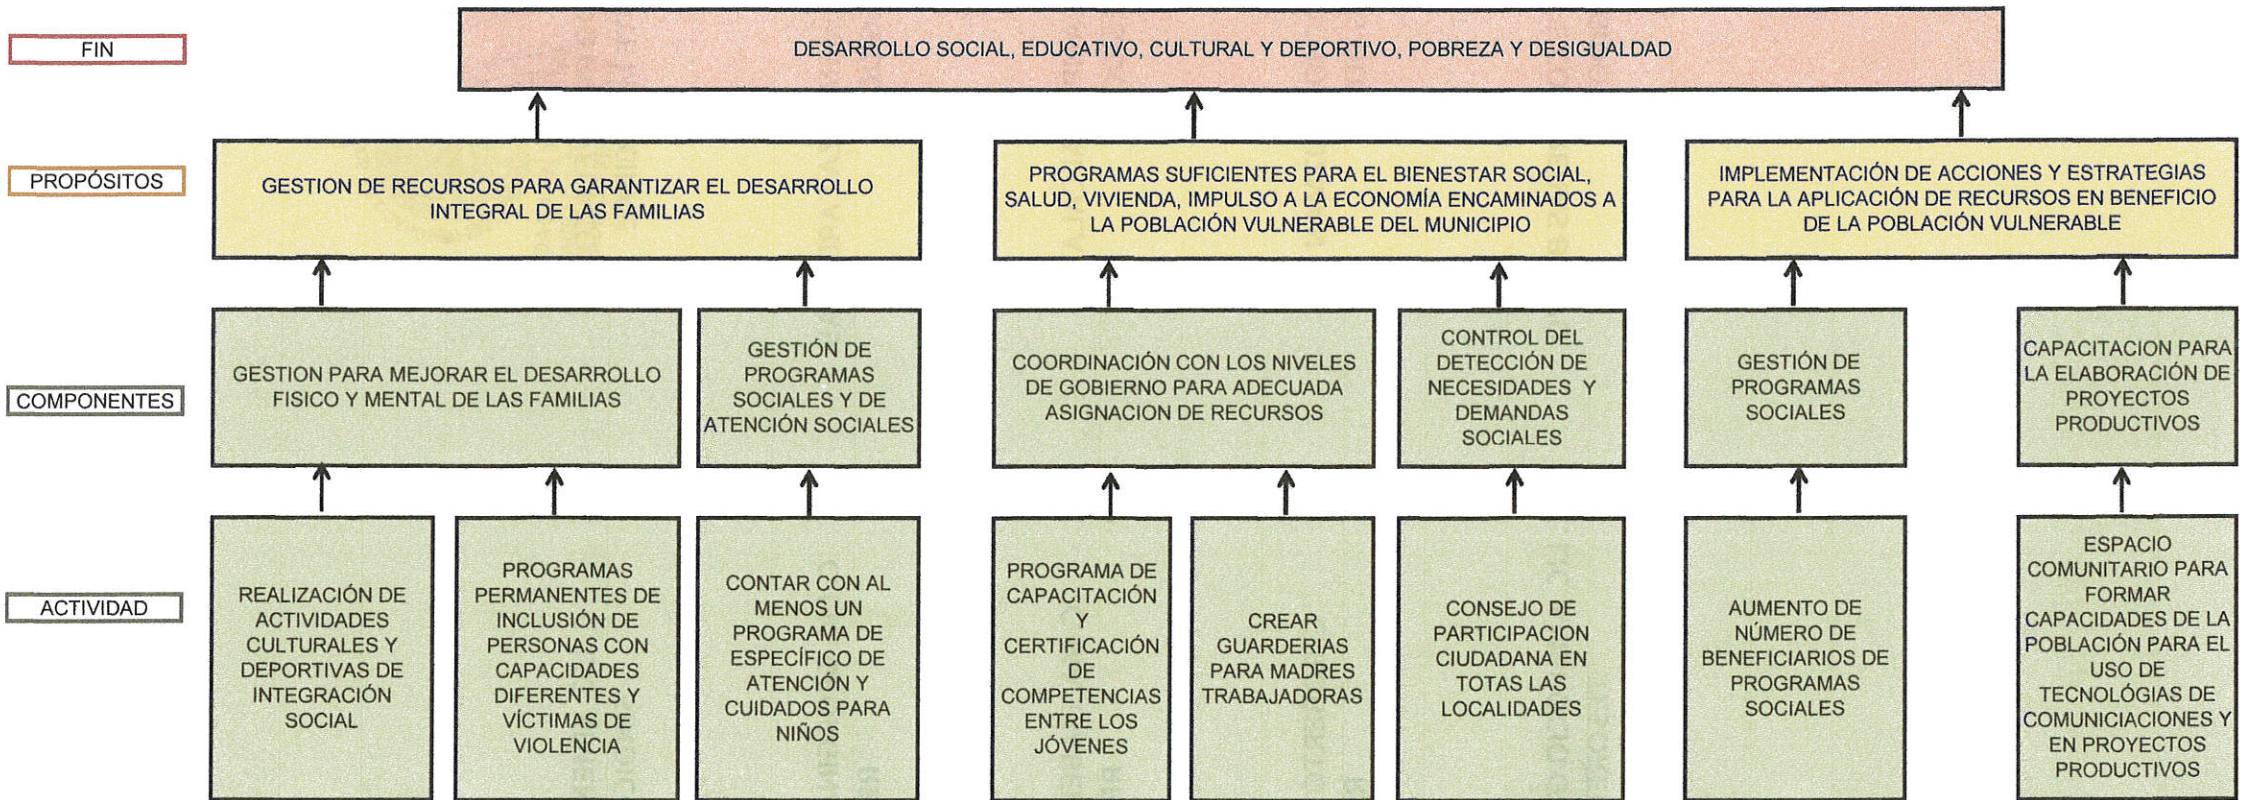 FIN
DESARROLLO SOCIAL, EDUCATIVO, CULTURAL Y DEPORTIVO, POBREZA Y DESIGUALDAD
PROPÓSITOS
GESTION DE RECURSOS PARA GARANTIZAR EL DESARROLLO
INTEGRAL DE LAS FAMILIAS
PROGRAMAS SUFICIENTES PARA EL BIENESTAR SOCIAL,
SALUD, VIVIENDA, IMPULSO A LA ECONOMÍA ENCAMINADOS A
LA POBLACIÓN VULNERABLE DEL MUNICIPIO
IMPLEMENTACIÓN DE ACCIONES Y ESTRATEGIAS
PARA LA APLICACIÓN DE RECURSOS EN BENEFICIO
DE LA POBLACIÓN VULNERABLE
COMPONENTES
GESTION PARA MEJORAR EL DESARROLLO
FISICO Y MENTAL DE LAS FAMILIAS
GESTIÓN DE
PROGRAMAS
SOCIALES Y DE
ATENCIÓN SOCIALES
COORDINACIÓN CON LOS NIVELES
DE GOBIERNO PARA ADECUADA
ASIGNACION DE RECURSOS
CONTROL DEL
DETECCIÓN DE
NECESIDADES Y
DEMANDAS
SOCIALES
GESTIÓN DE
PROGRAMAS
SOCIALES
CAPACITACION PARA
LA ELABORACIÓN DE
PROYECTOS
PRODUCTIVOS
ACTIVIDAD
REALIZACIÓN DE
ACTIVIDADES
CULTURALES Y
DEPORTIVAS DE
INTEGRACIÓN
SOCIAL
PROGRAMAS
PERMANENTES DE
INCLUSIÓN DE
PERSONAS CON
CAPACIDADES
DIFERENTES Y
VÍCTIMAS DE
VIOLENCIA
CONTAR CON AL
MENOS UN
PROGRAMA DE
ESPECÍFICO DE
ATENCIÓN Y
CUIDADOS PARA
NIÑOS
PROGRAMA DE
CAPACITACIÓN
Y
CERTIFICACIÓN
DE
COMPETENCIAS
ENTRE LOS
JÓVENES
CREAR
GUARDERIAS
PARA MADRES
TRABAJADORAS
CONSEJO DE
PARTICIPACION
CIUDADANA EN
TOTAS LAS
LOCALIDADES
AUMENTO DE
NÚMERO DE
BENEFICIARIOS DE
PROGRAMAS
SOCIALES
ESPACIO
COMUNITARIO PARA
FORMAR
CAPACIDADES DE LA
POBLACIÓN PARA EL
USO DE
TECNOLÓGIAS DE
COMUNICIACIONES Y
EN PROYECTOS
PRODUCTIVOS